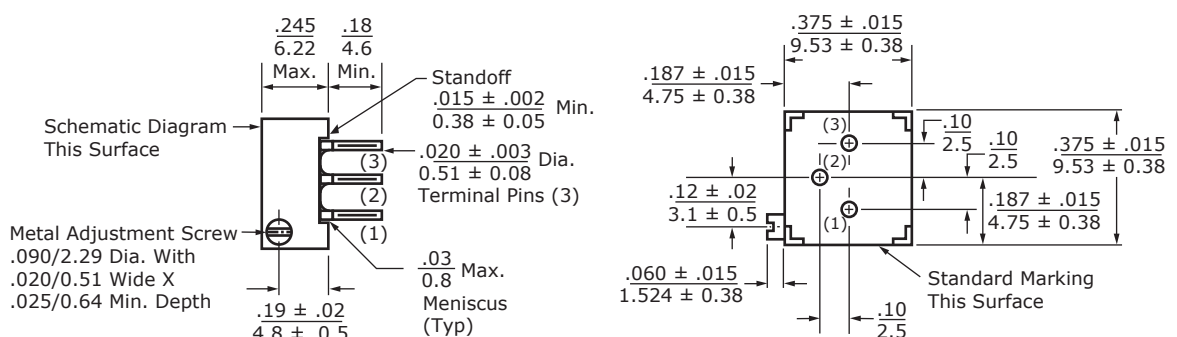 .245
6.22
Max.
.18
4.6
Min.
Standoff
.015 ± .002
0.38 ± 0.05
Min.
Schematic Diagram
This Surface
(3)
(2)
(1)
.020 ± .003
0.51 ± 0.08
Dia.
Terminal Pins (3)
Metal Adjustment Screw
.090/2.29 Dia. With
.020/0.51 Wide X
.025/0.64 Min. Depth
.03
0.8
Max.
Meniscus
(Typ)
.19 ± .02
4.8 ± 0.5
.375 ± .015
9.53 ± 0.38
.187 ± .015
4.75 ± 0.38
(3)
(2)
(1)
.10
2.5
.10
2.5
.375 ± .015
9.53 ± 0.38
.12 ± .02
3.1 ± 0.5
.187 ± .015
4.75 ± 0.38
.060 ± .015
1.524 ± 0.38
Standard Marking
This Surface
.10
2.5